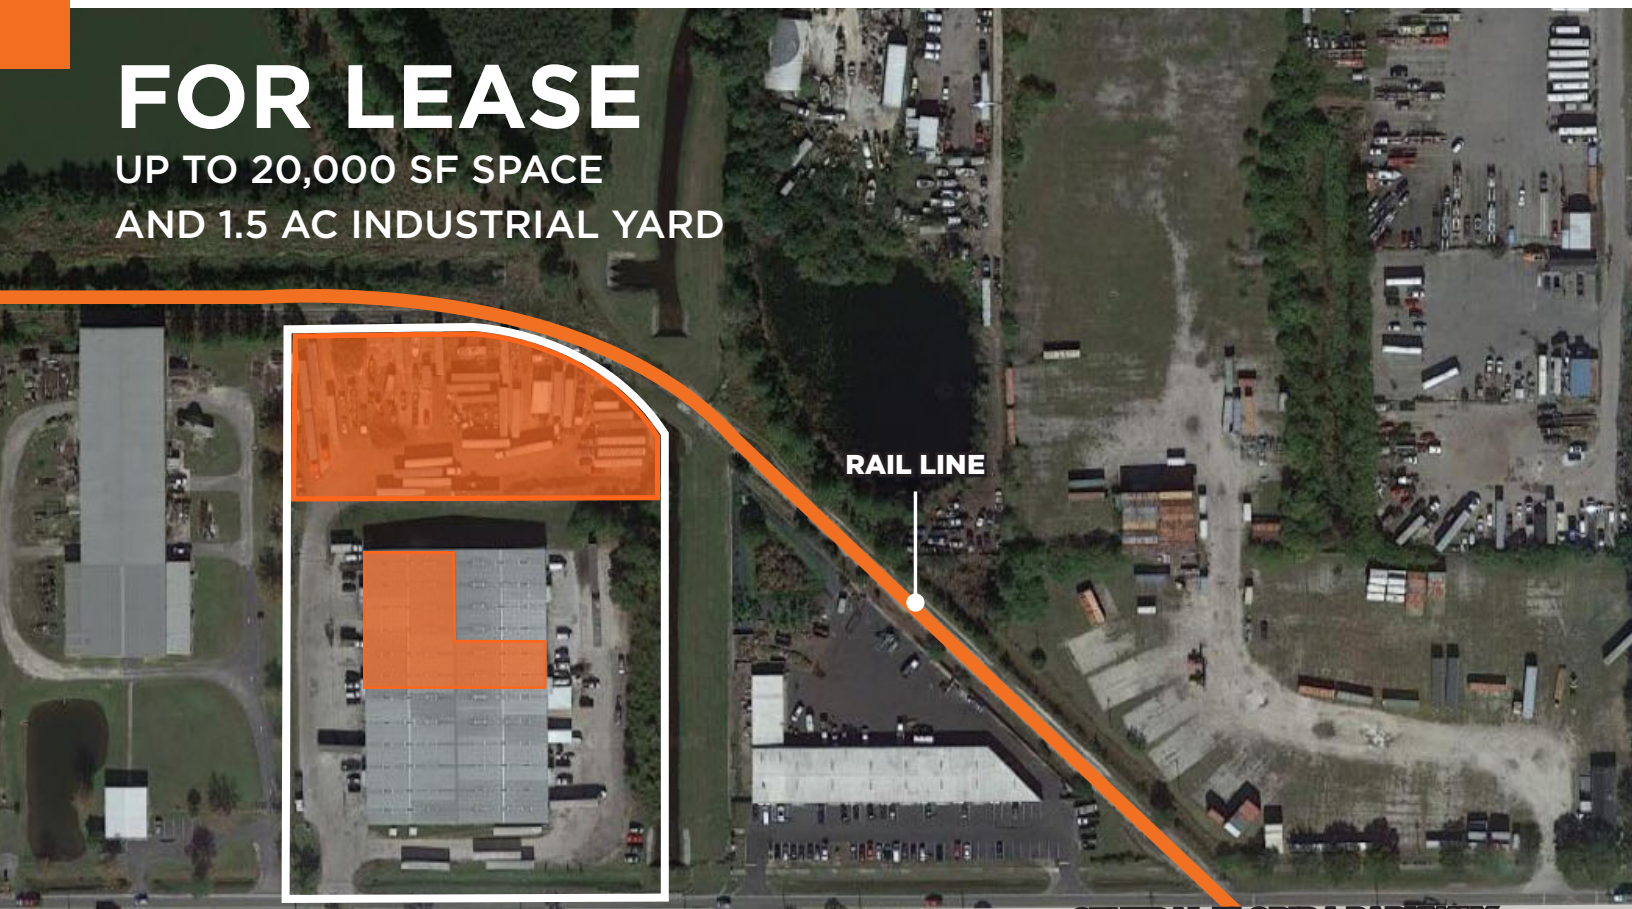 FOR LEASE
UP TO 20,000 SF SPACE
AND 1.5 AC INDUSTRIAL YARD
RAIL LINE